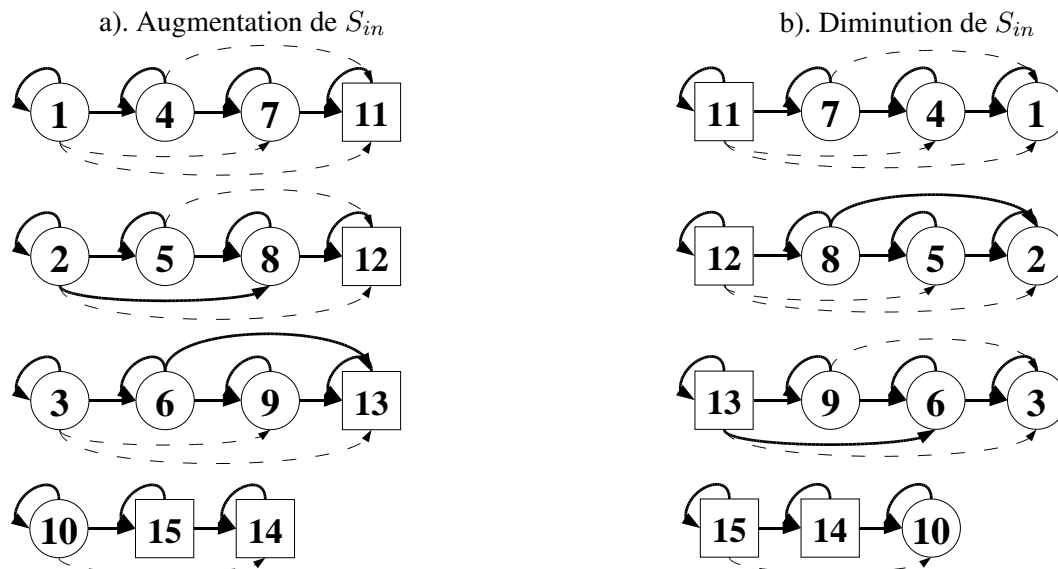 a). Augmentation de S_in
b). Diminution de S_in
1 4 7 11
11 7 4 1
2 5 8 12
12 8 5 2
3 6 9 13
13 9 6 3
10 15 14
15 14 10